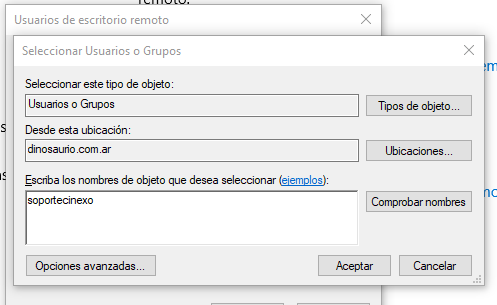 remoto.
Usuarios de escritorio remoto
Seleccionar Usuarios o Grupos
Seleccionar este tipo de objeto:
Usuarios o Grupos
Tipos de objeto...
Desde esta ubicación:
dinosaurio.com.ar
Ubicaciones...
Escriba los nombres de objeto que desea seleccionar (ejemplos):
soportecinexo
Comprobar nombres
Opciones avanzadas...
Aceptar
Cancelar